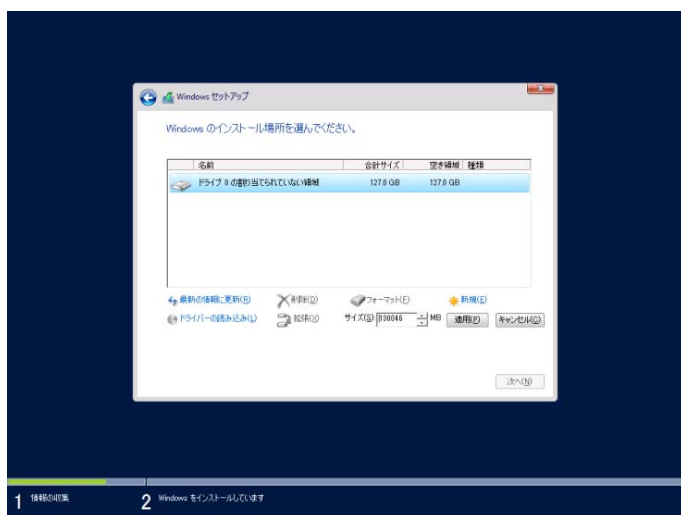 Windows セットアップ
Windows のインストール場所を選んでください。
名前 合計サイズ 空き領域 種類
ドライブ 0 の割り当てられていない領域 127.0 GB 127.0 GB
最新の情報に更新(R) 削除(D) フォーマット(F) 新規(E)
ドライバーの読み込み(L) 拡張(X) サイズ(S): 130046 MB 適用(P) キャンセル(C)
次へ(N)
1 情報の収集 2 Windows をインストールしています